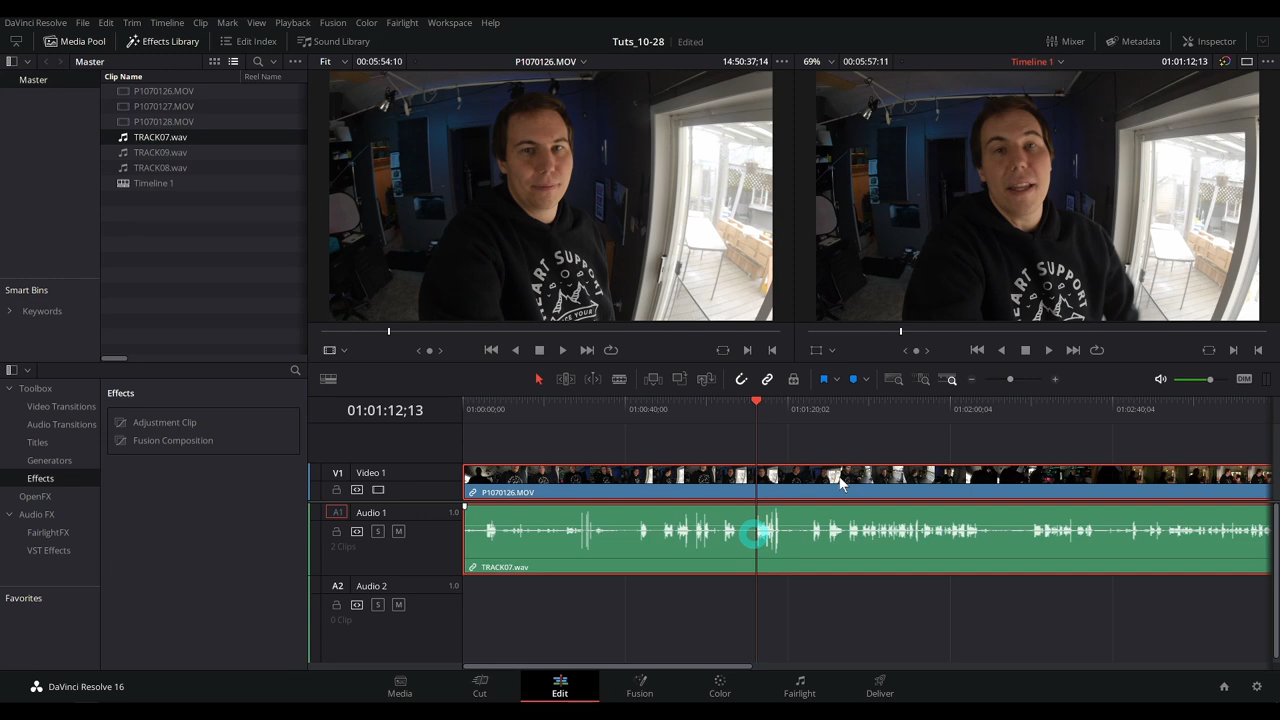 DaVinci Resolve File Edit Trim Timeline Clip Mark View Playback Fusion Color Fairlight Workspace Help
Media Pool Effects Library Edit Index Sound Library Tuts_10-28 Edited Mixer Metadata Inspector
Master Fit 00:05:54:10 P1070126.MOV 14:50:37;14 69% 00:05:57:11 Timeline 1 01:01:12;13
Master
Clip Name Reel Name
P1070126.MOV
P1070127.MOV
P1070128.MOV
TRACK07.wav
TRACK09.wav
TRACK08.wav
Timeline 1
HEART SUPPORT
HEART SUPPORT
Smart Bins
Keywords
Toolbox
Video Transitions
Audio Transitions
Titles
Generators
Effects
OpenFX
Audio FX
FairlightFX
VST Effects
Favorites
Effects
Adjustment Clip
Fusion Composition
DIM
01:01:12;13
01:00:00;00 01:00:40;00 01:01:20;02 01:02:00;04 01:02:40;04
V1 Video 1
P1070126.MOV
A1 Audio 1 1.0
S M
2 Clips
TRACK07.wav
A2 Audio 2 1.0
S M
0 Clip
DaVinci Resolve 16
Media Cut Edit Fusion Color Fairlight Deliver